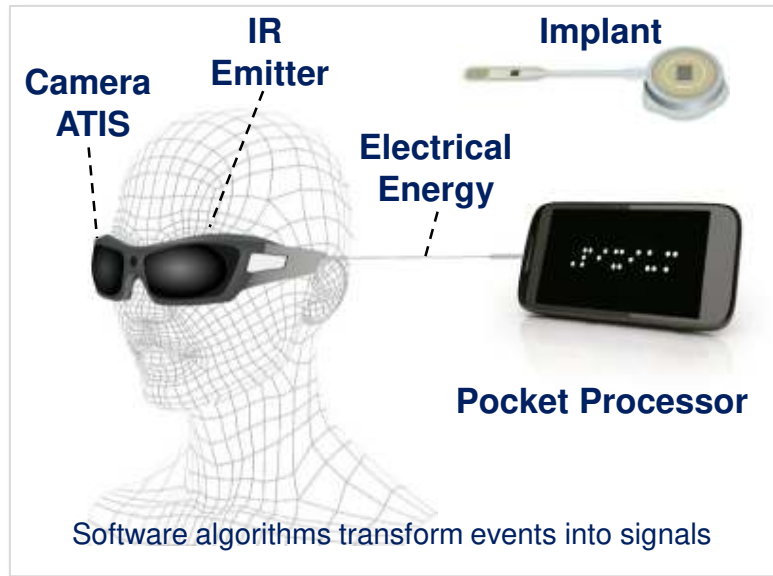 IR
Emitter
Implant
Camera
ATIS
Electrical
Energy
Pocket Processor
Software algorithms transform events into signals